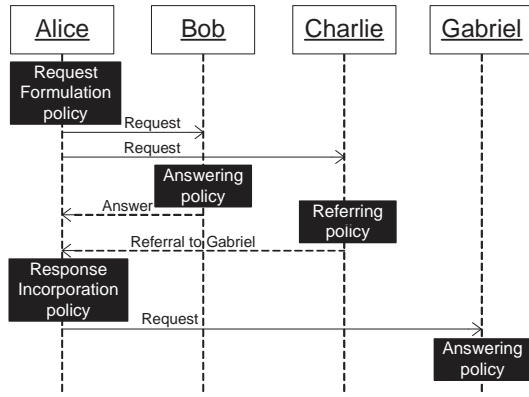 Alice
Bob
Charlie
Gabriel
Request
Formulation
policy
Request
Request
Answering
policy
Answer
Referring
policy
Referral to Gabriel
Response
Incorporation
policy
Request
Answering
policy